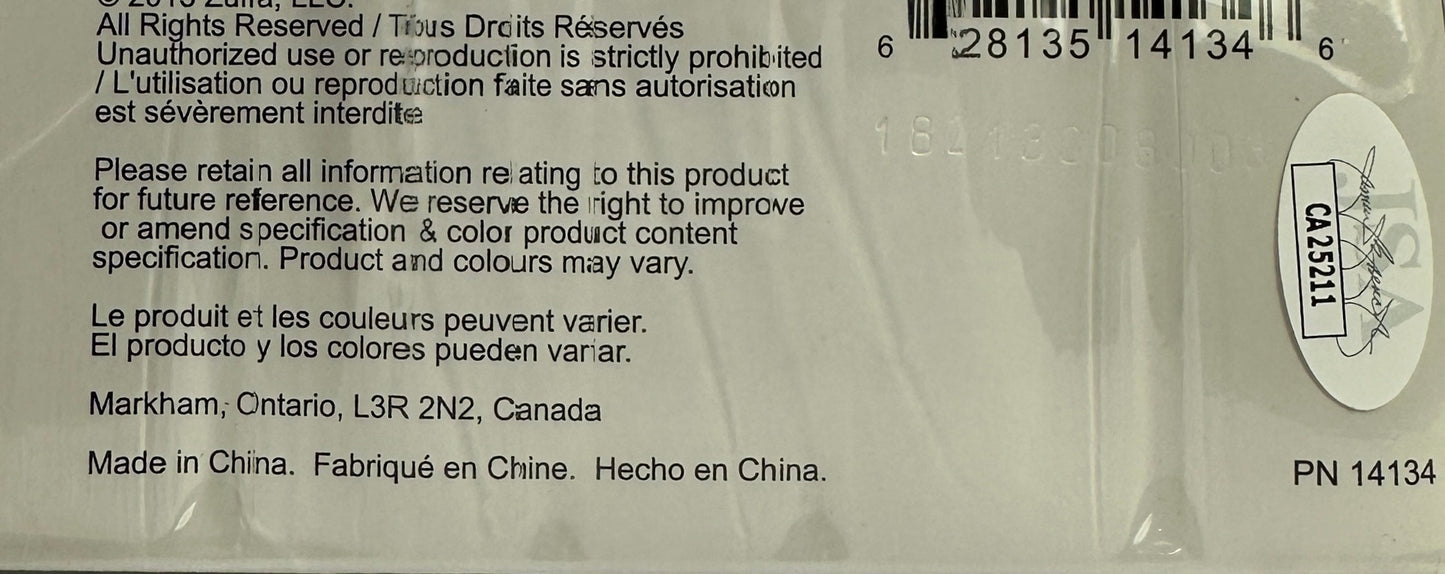 © 2015 Zuffa, LLC.
All Rights Reserved / Tous Droits Réservés
Unauthorized use or reproduction is strictly prohibited
/ L'utilisation ou reproduction faite sans autorisation
est sévèrement interdite
Please retain all information relating to this product
for future reference. We reserve the right to improve
or amend specification & color product content
specification. Product and colours may vary.
Le produit et les couleurs peuvent varier.
El producto y los colores pueden variar.
Markham, Ontario, L3R 2N2, Canada
Made in China. Fabriqué en Chine. Hecho en China.
6 28135 14134 6
JSA
CA25211
PN 14134